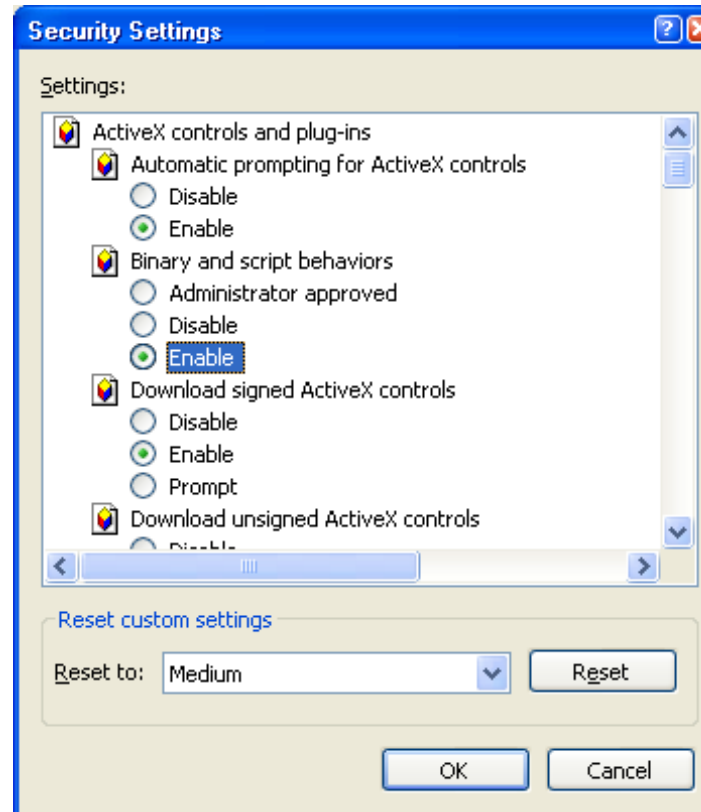 Security Settings
Settings:
ActiveX controls and plug-ins
Automatic prompting for ActiveX controls
Disable
Enable
Binary and script behaviors
Administrator approved
Disable
Enable
Download signed ActiveX controls
Disable
Enable
Prompt
Download unsigned ActiveX controls
Disable
Reset custom settings
Reset to: Medium Reset
OK Cancel